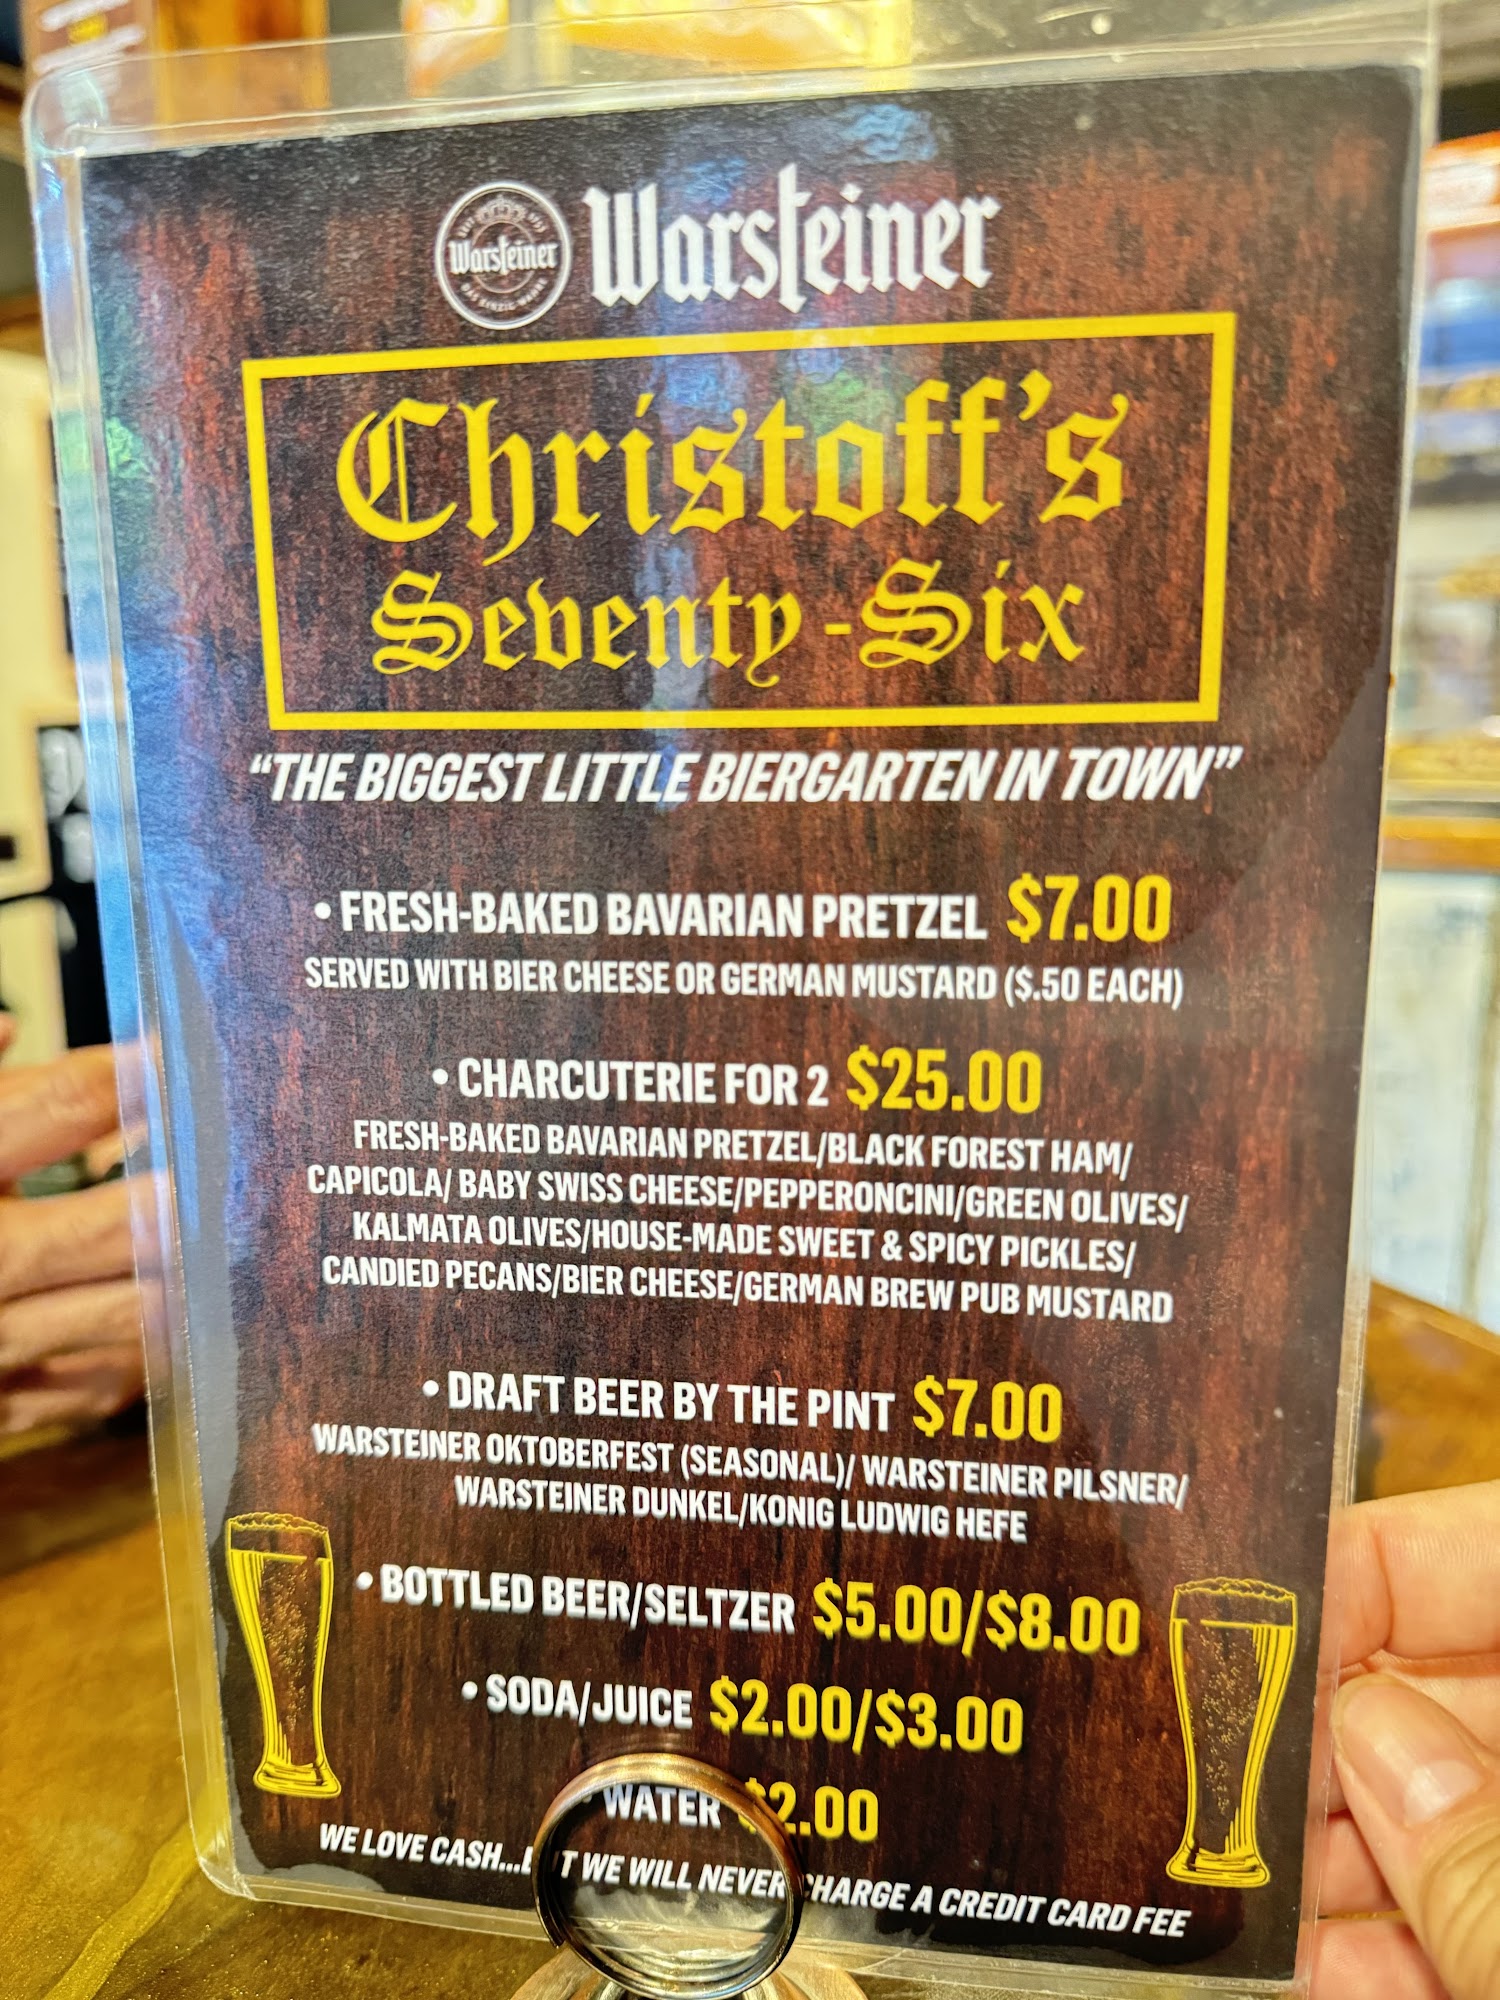 Warsteiner
Warsteiner
Christoff's
Seventy-Six
“THE BIGGEST LITTLE BIERGARTEN IN TOWN”
• FRESH-BAKED BAVARIAN PRETZEL $7.00
SERVED WITH BIER CHEESE OR GERMAN MUSTARD ($.50 EACH)
• CHARCUTERIE FOR 2 $25.00
FRESH-BAKED BAVARIAN PRETZEL/BLACK FOREST HAM/
CAPICOLA/ BABY SWISS CHEESE/PEPPERONCINI/GREEN OLIVES/
KALMATA OLIVES/HOUSE-MADE SWEET & SPICY PICKLES/
CANDIED PECANS/BIER CHEESE/GERMAN BREW PUB MUSTARD
• DRAFT BEER BY THE PINT $7.00
WARSTEINER OKTOBERFEST (SEASONAL)/ WARSTEINER PILSNER/
WARSTEINER DUNKEL/KONIG LUDWIG HEFE
• BOTTLED BEER/SELTZER $5.00/$8.00
• SODA/JUICE $2.00/$3.00
WATER $2.00
WE LOVE CASH...BUT WE WILL NEVER CHARGE A CREDIT CARD FEE